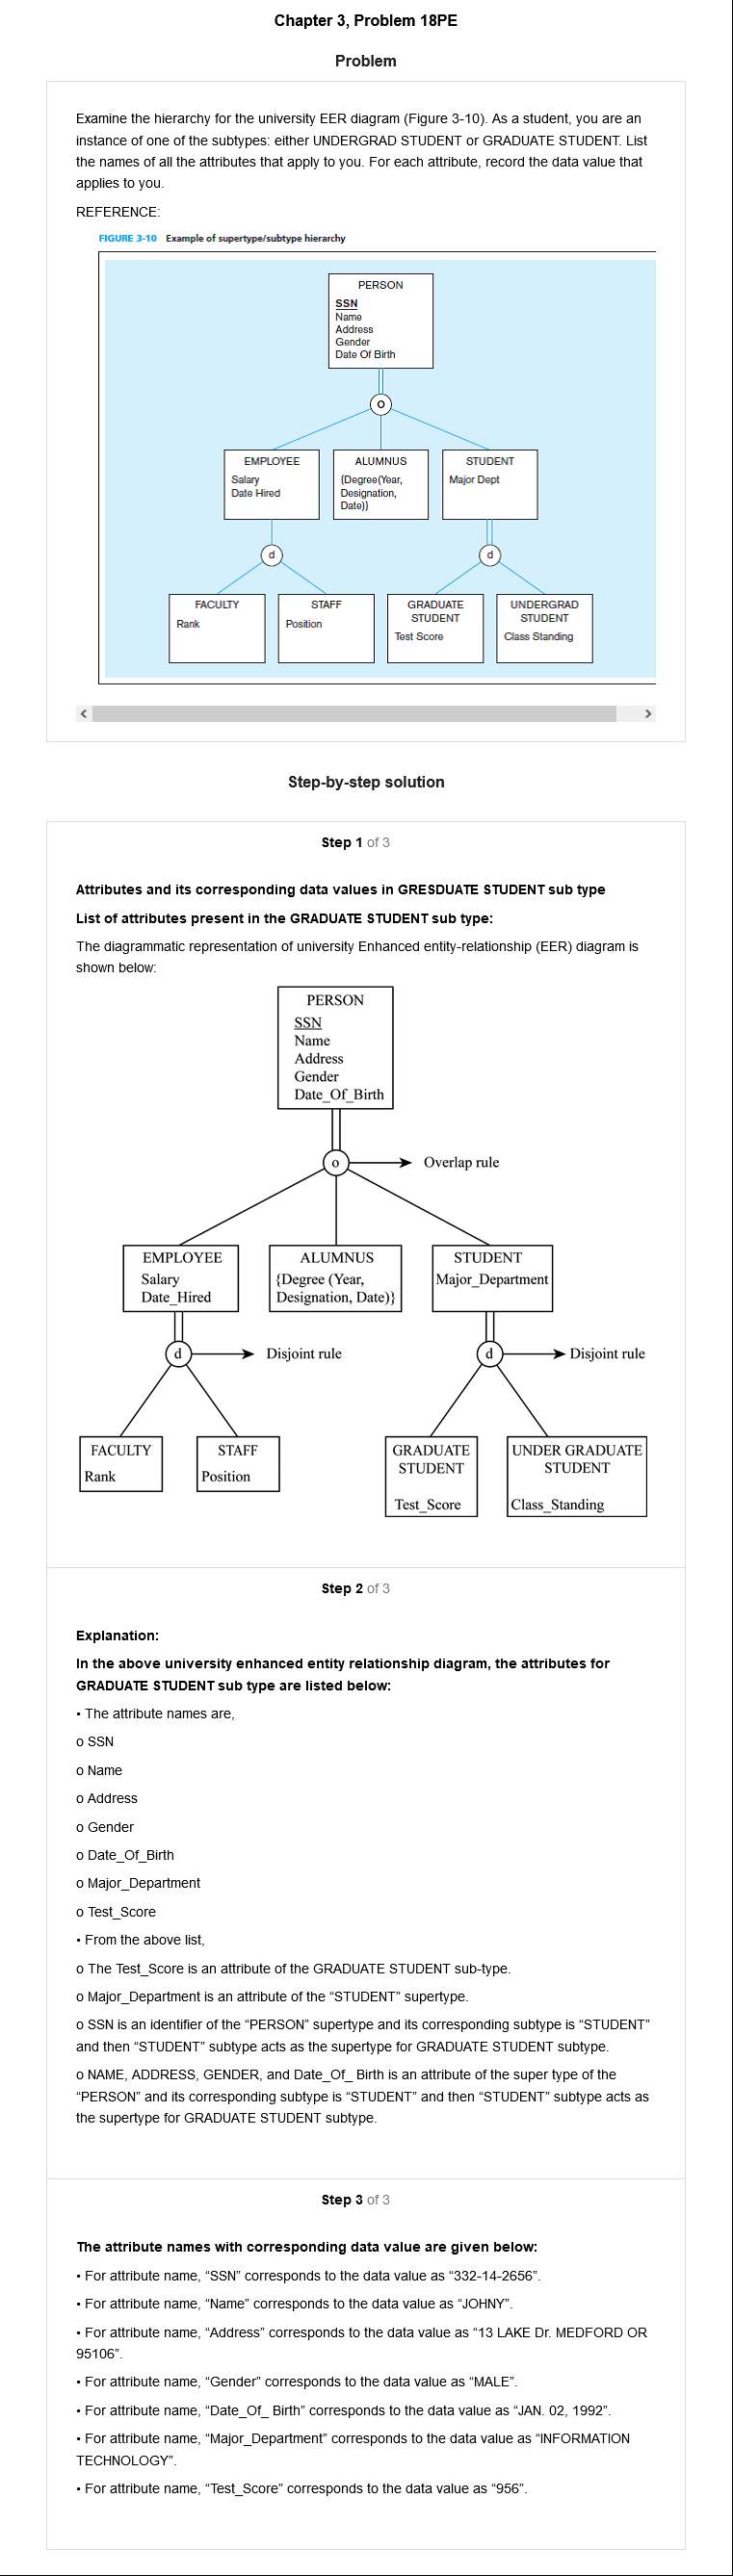 Chapter 3, Problem 18PE
Problem
Examine the hierarchy for the university EER diagram (Figure 3-10). As a student, you are an
instance of one of the subtypes: either UNDERGRAD STUDENT or GRADUATE STUDENT. List
the names of all the attributes that apply to you. For each attribute, record the data value that
applies to you.
REFERENCE:
FIGURE 3-10 Example of supertype/subtype hierarchy
PERSON
SSN
Name
Address
Gender
Date Of Birth
O
EMPLOYEE
Salary
Date Hired
ALUMNUS
{Degree(Year,
Designation,
Date)}
STUDENT
Major Dept
d
d
FACULTY
Rank
STAFF
Position
GRADUATE
STUDENT
Test Score
UNDERGRAD
STUDENT
Class Standing
Step-by-step solution
Step 1 of 3
Attributes and its corresponding data values in GRESDUATE STUDENT sub type
List of attributes present in the GRADUATE STUDENT sub type:
The diagrammatic representation of university Enhanced entity-relationship (EER) diagram is
shown below:
PERSON
SSN
Name
Address
Gender
Date_Of_Birth
o
Overlap rule
EMPLOYEE
Salary
Date_Hired
ALUMNUS
{Degree (Year,
Designation, Date)}
STUDENT
Major_Department
d
Disjoint rule
d
Disjoint rule
FACULTY
Rank
STAFF
Position
GRADUATE
STUDENT
Test_Score
UNDER GRADUATE
STUDENT
Class_Standing
Step 2 of 3
Explanation:
In the above university enhanced entity relationship diagram, the attributes for
GRADUATE STUDENT sub type are listed below:
• The attribute names are,
o SSN
o Name
o Address
o Gender
o Date_Of_Birth
o Major_Department
o Test_Score
• From the above list,
o The Test_Score is an attribute of the GRADUATE STUDENT sub-type.
o Major_Department is an attribute of the “STUDENT” supertype.
o SSN is an identifier of the “PERSON” supertype and its corresponding subtype is “STUDENT”
and then “STUDENT” subtype acts as the supertype for GRADUATE STUDENT subtype.
o NAME, ADDRESS, GENDER, and Date_Of_ Birth is an attribute of the super type of the
“PERSON” and its corresponding subtype is “STUDENT” and then “STUDENT” subtype acts as
the supertype for GRADUATE STUDENT subtype.
Step 3 of 3
The attribute names with corresponding data value are given below:
• For attribute name, “SSN” corresponds to the data value as “332-14-2656”.
• For attribute name, “Name” corresponds to the data value as “JOHNY”.
• For attribute name, “Address” corresponds to the data value as “13 LAKE Dr. MEDFORD OR
95106”.
• For attribute name, “Gender” corresponds to the data value as “MALE”.
• For attribute name, “Date_Of_ Birth” corresponds to the data value as “JAN. 02, 1992”.
• For attribute name, “Major_Department” corresponds to the data value as “INFORMATION
TECHNOLOGY”.
• For attribute name, “Test_Score” corresponds to the data value as “956”.